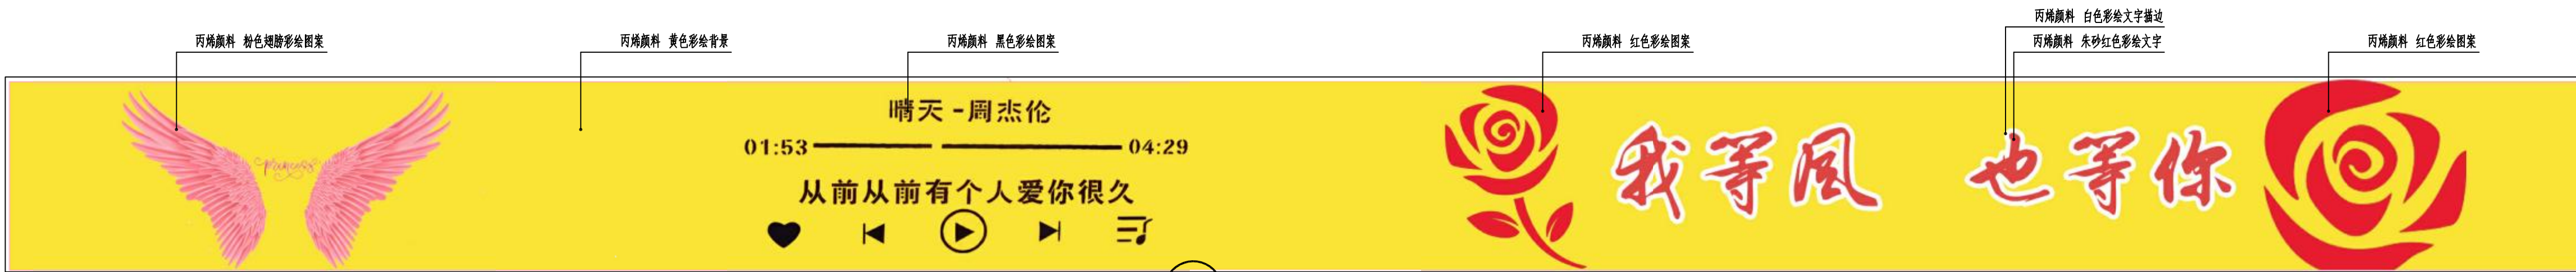 丙烯颜料 粉色翅膀彩绘图案
丙烯颜料 黄色彩绘背景
丙烯颜料 黑色彩绘图案
丙烯颜料 红色彩绘图案
丙烯颜料 白色彩绘文字描边
丙烯颜料 朱砂红色彩绘文字
丙烯颜料 红色彩绘图案
晴天-周杰伦
01:53 04:29
从前从前有个人爱你很久
我等风 也等你